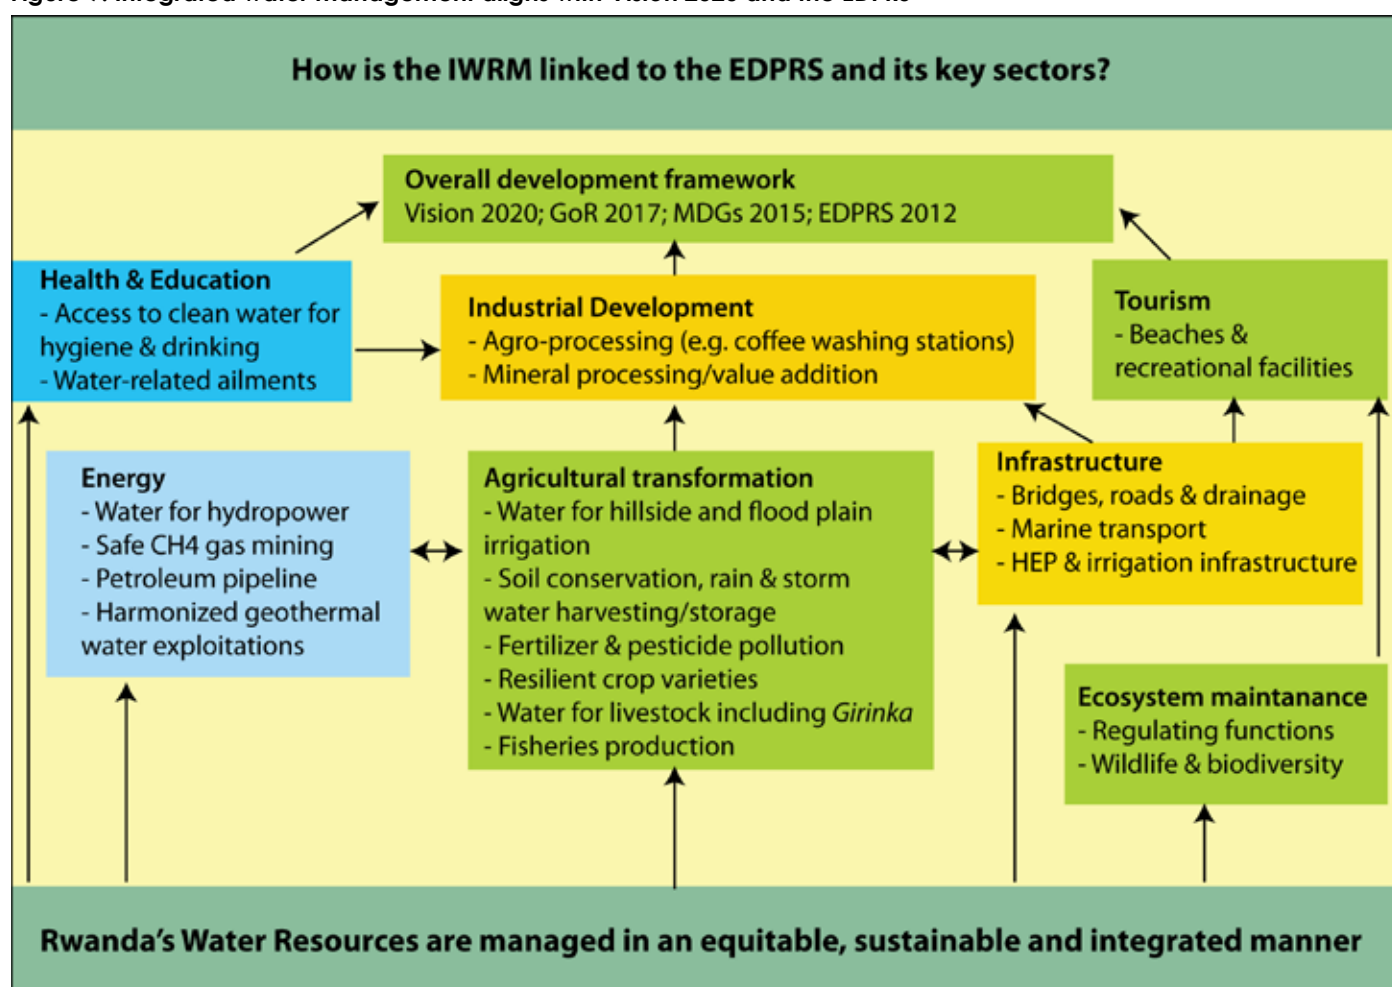 How is the IWRM linked to the EDPRS and its key sectors?
Overall development framework
Vision 2020; GoR 2017; MDGs 2015; EDPRS 2012
Health & Education
- Access to clean water for
hygiene & drinking
- Water-related ailments
Industrial Development
- Agro-processing (e.g. coffee washing stations)
- Mineral processing/value addition
Tourism
- Beaches &
recreational facilities
Energy
- Water for hydropower
- Safe CH4 gas mining
- Petroleum pipeline
- Harmonized geothermal
water exploitations
Agricultural transformation
- Water for hillside and flood plain
irrigation
- Soil conservation, rain & storm
water harvesting/storage
- Fertilizer & pesticide pollution
- Resilient crop varieties
- Water for livestock including Girinka
- Fisheries production
Infrastructure
- Bridges, roads & drainage
- Marine transport
- HEP & irrigation infrastructure
Ecosystem maintanance
- Regulating functions
- Wildlife & biodiversity
Rwanda's Water Resources are managed in an equitable, sustainable and integrated manner